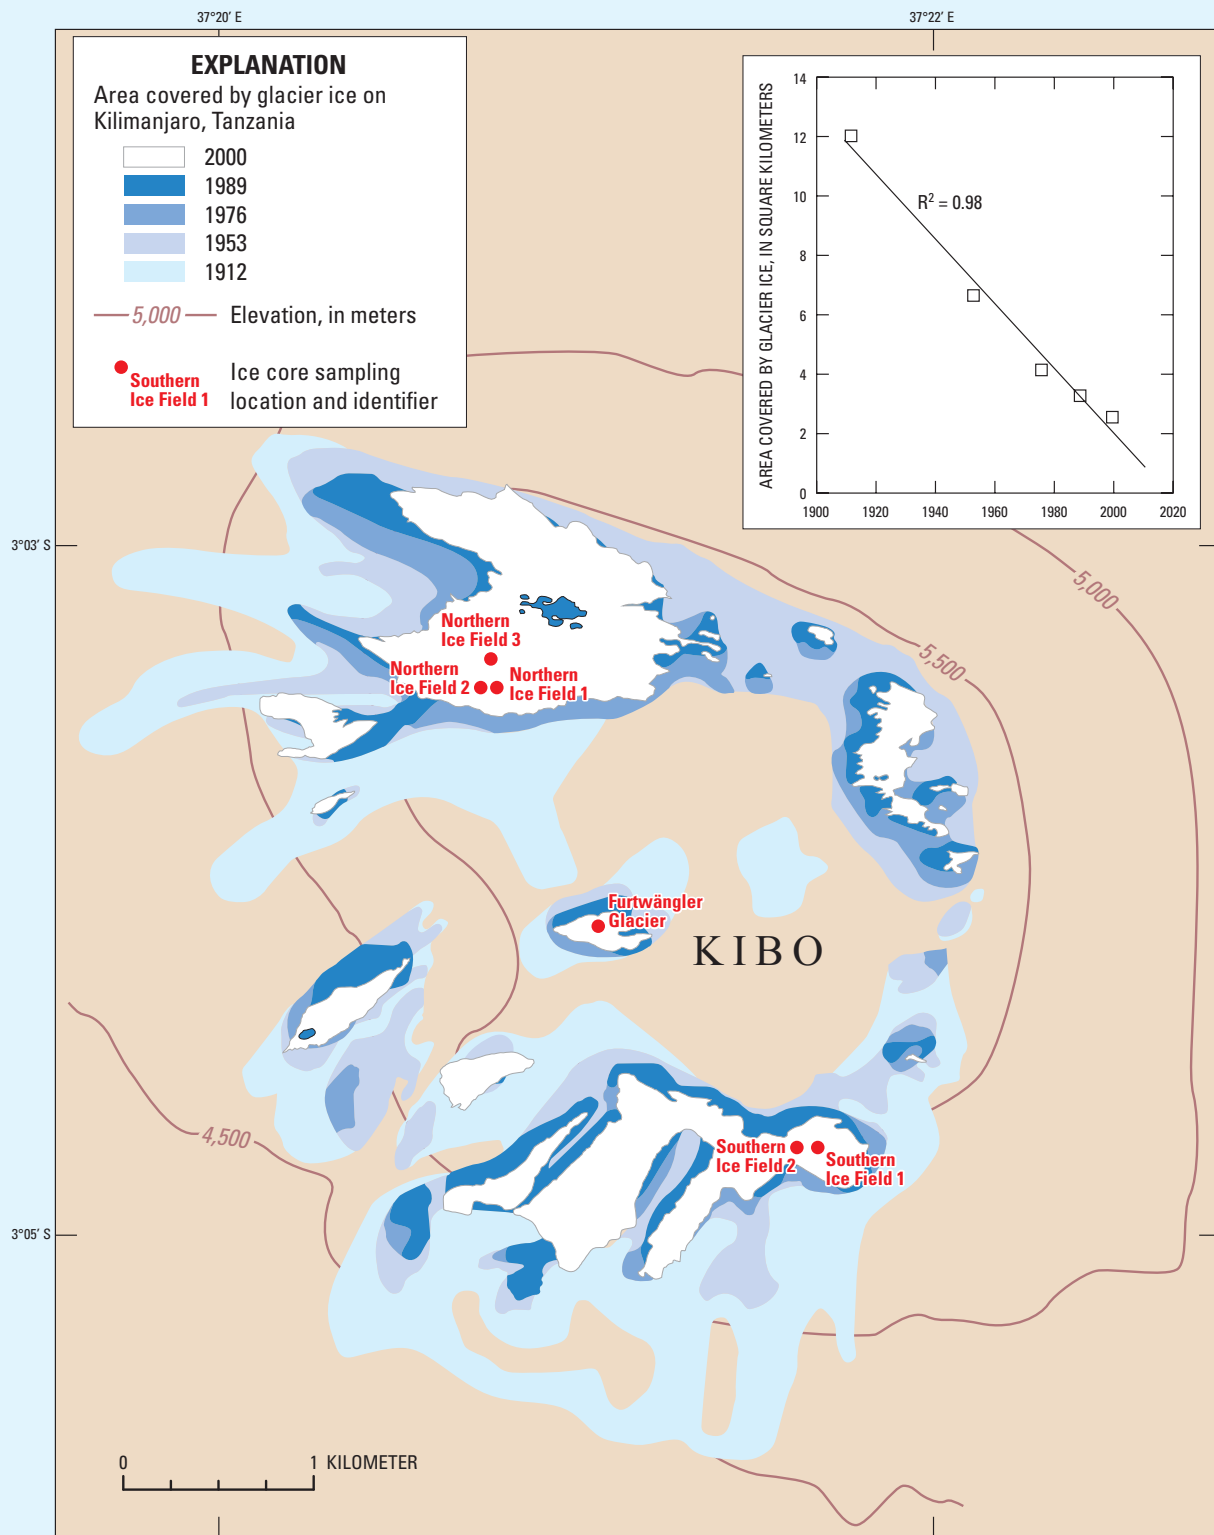 37°20′ E
37°22′ E
EXPLANATION
Area covered by glacier ice on
Kilimanjaro, Tanzania
2000
1989
1976
1953
1912
5,000
Elevation, in meters
Southern
Ice Field 1
Ice core sampling
location and identifier
AREA COVERED BY GLACIER ICE, IN SQUARE KILOMETERS
14
12
10
8
6
4
2
0
R² = 0.98
1900
1920
1940
1960
1980
2000
2020
3°03′ S
5,000
5,500
Northern
Ice Field 3
Northern
Ice Field 2
Northern
Ice Field 1
Furtwängler
Glacier
KIBO
4,500
Southern
Ice Field 2
Southern
Ice Field 1
3°05′ S
0
1 KILOMETER